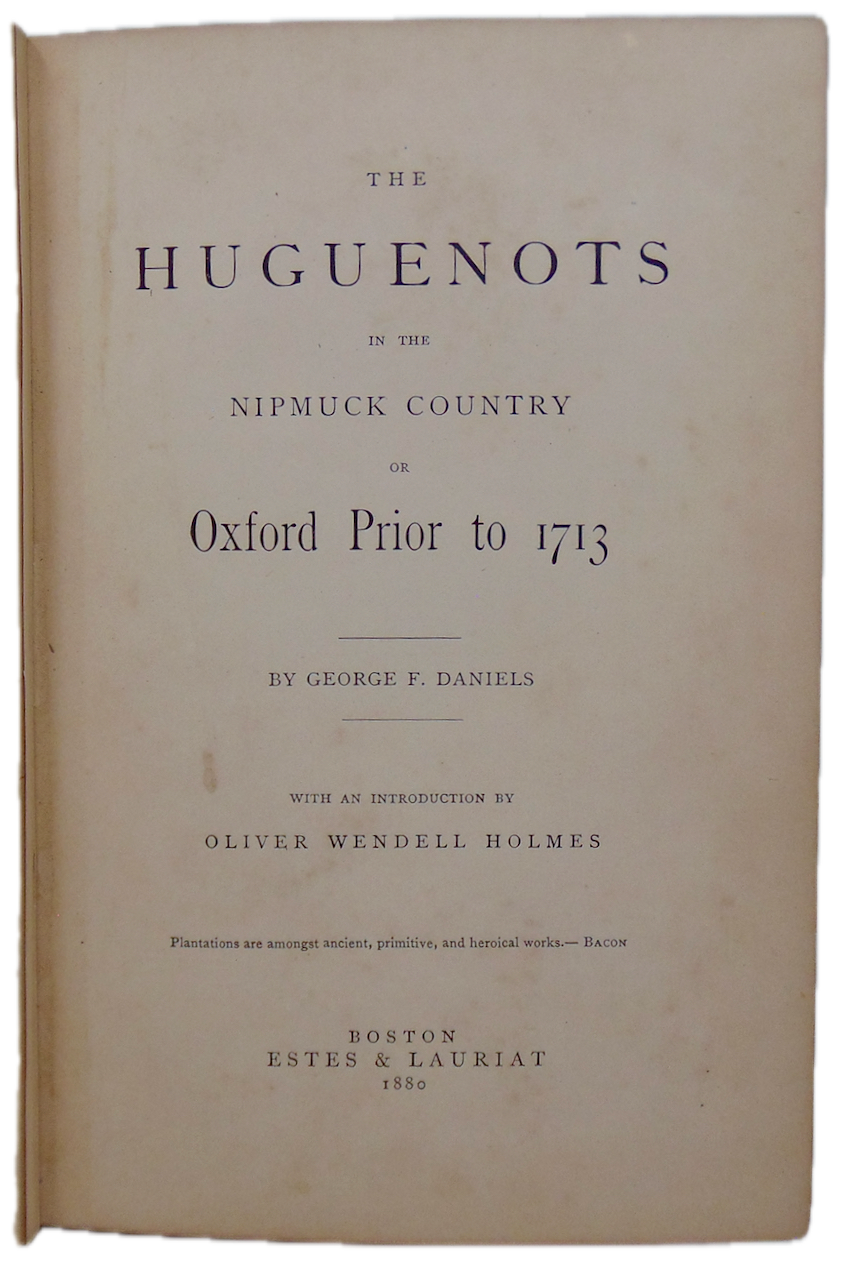 THE
HUGUENOTS
IN THE
NIPMUCK COUNTRY
OR
Oxford Prior to 1713
BY GEORGE F. DANIELS
WITH AN INTRODUCTION BY
OLIVER WENDELL HOLMES
Plantations are amongst ancient, primitive, and heroical works.— BACON
BOSTON
ESTES & LAURIAT
1880